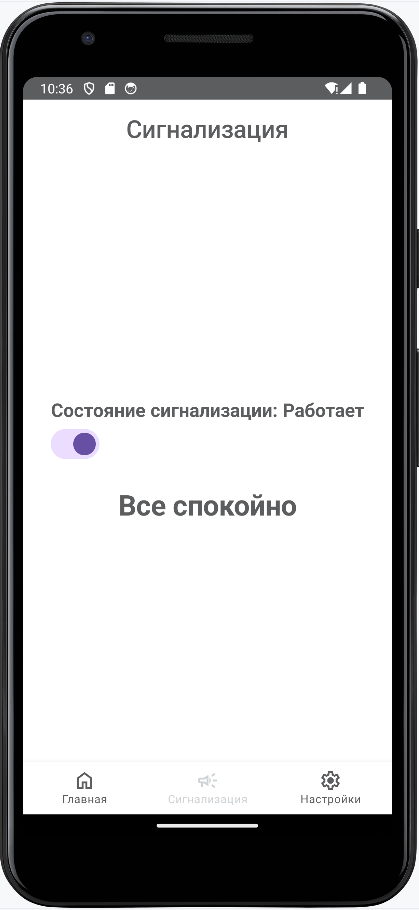 10:36
Сигнализация
Состояние сигнализации: Работает
Все спокойно
Главная
Сигнализация
Настройки